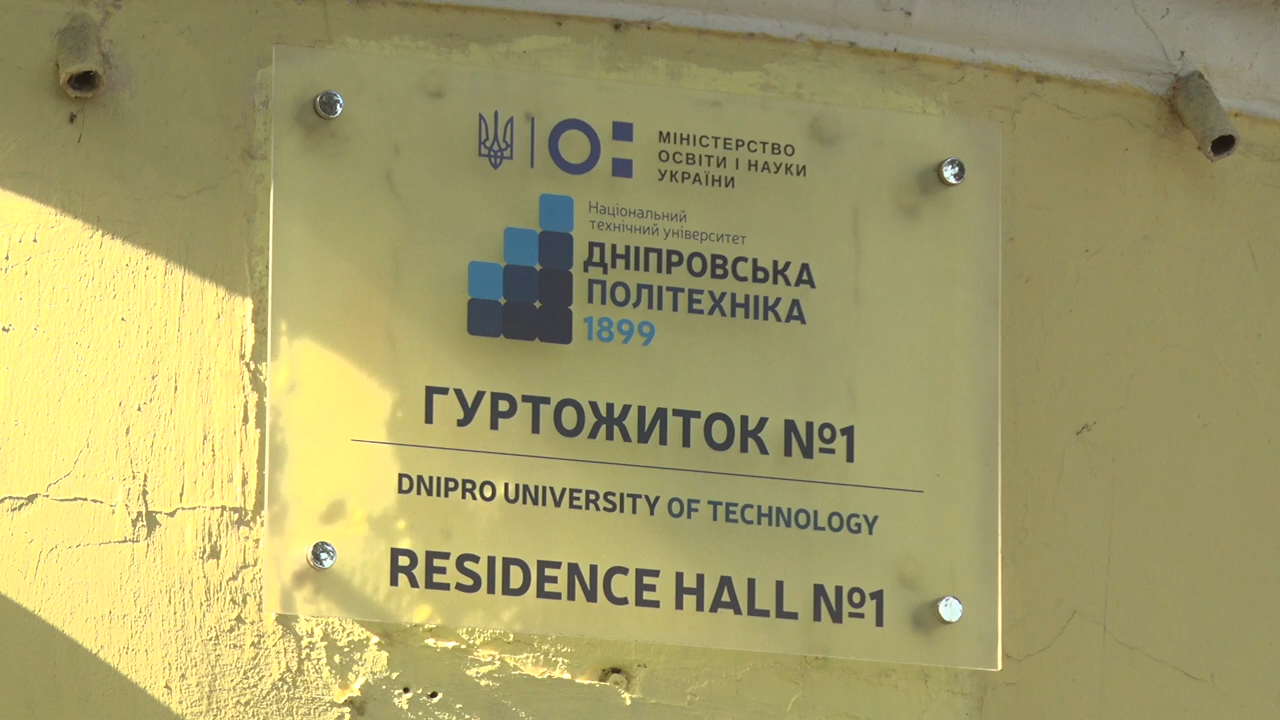 МІНІСТЕРСТВО
ОСВІТИ І НАУКИ
УКРАЇНИ
Національний
технічний університет
ДНІПРОВСЬКА
ПОЛІТЕХНІКА
1899
ГУРТОЖИТОК №1
DNIPRO UNIVERSITY OF TECHNOLOGY
RESIDENCE HALL №1